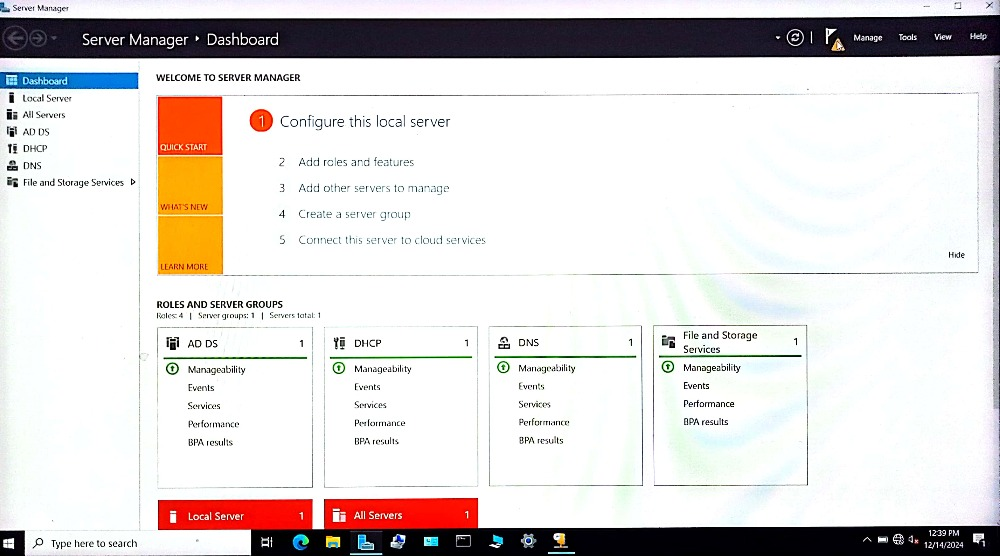 Server Manager
Server Manager • Dashboard
Manage Tools View Help
Dashboard
Local Server
All Servers
AD DS
DHCP
DNS
File and Storage Services
WELCOME TO SERVER MANAGER
QUICK START
WHAT'S NEW
LEARN MORE
1 Configure this local server
2 Add roles and features
3 Add other servers to manage
4 Create a server group
5 Connect this server to cloud services
Hide
ROLES AND SERVER GROUPS
Roles: 4 | Server groups: 1 | Servers total: 1
AD DS 1
Manageability
Events
Services
Performance
BPA results
DHCP 1
Manageability
Events
Services
Performance
BPA results
DNS 1
Manageability
Events
Services
Performance
BPA results
File and Storage
Services 1
Manageability
Events
Performance
BPA results
Local Server 1
All Servers 1
Type here to search
12:39 PM
12/14/2024